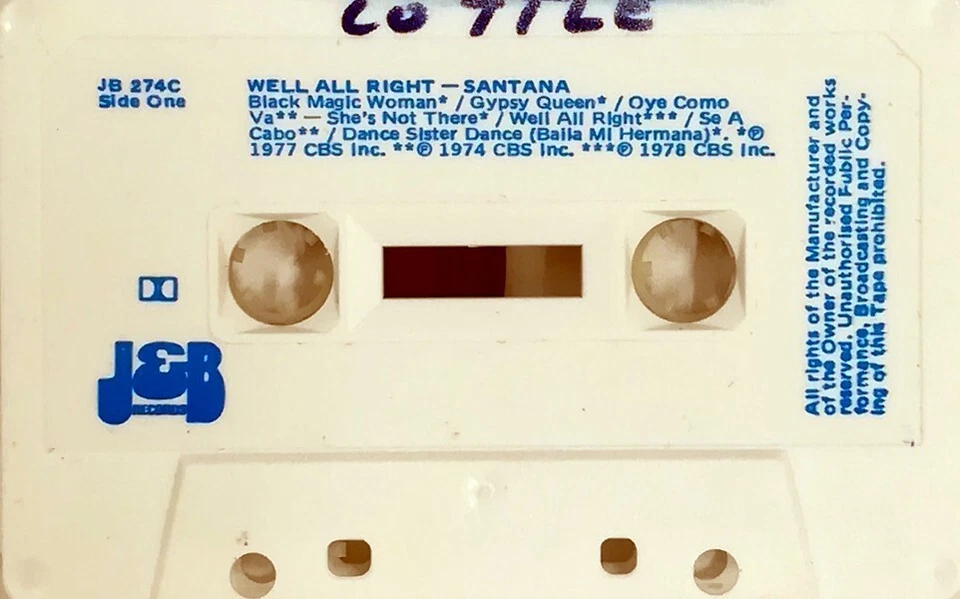 CO TITLE
JB 274C
Side One
WELL ALL RIGHT — SANTANA
Black Magic Woman* / Gypsy Queen* / Oye Como
Va** — She's Not There* / Well All Right*** / Se A
Cabo** / Dance Sister Dance (Baila Mi Hermana)*. *℗
1977 CBS Inc. **℗ 1974 CBS Inc. ***℗ 1978 CBS Inc.
J&B
RECORDS
All rights of the Manufacturer and
of the Owner of the recorded works
reserved. Unauthorised Public Per-
formance, Broadcasting and Copy-
ing of this Tape prohibited.